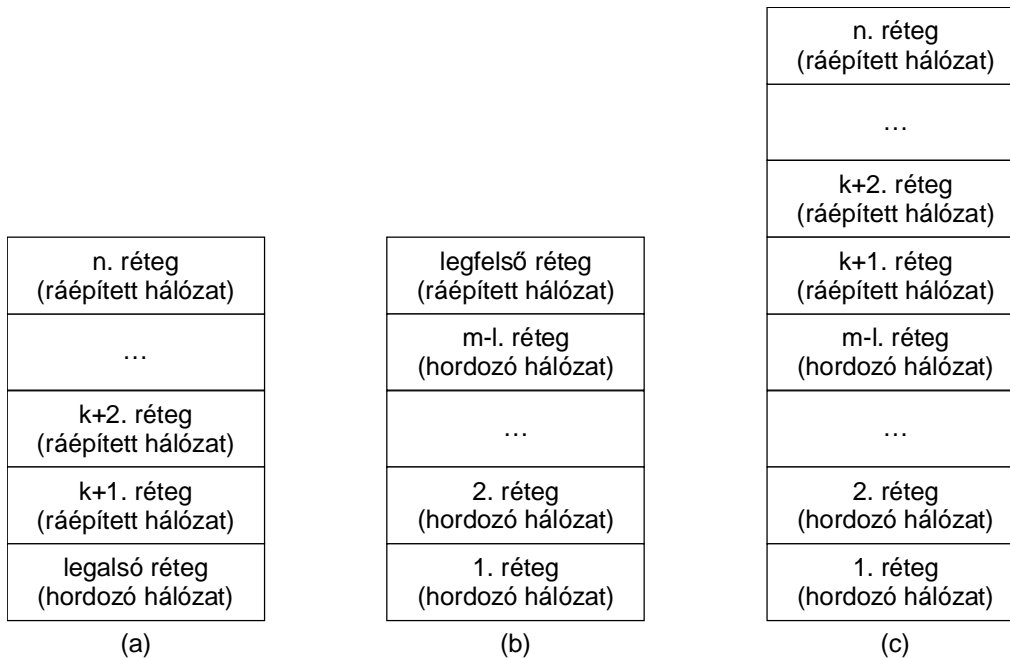 n. réteg
(ráépített hálózat)
…
k+2. réteg
(ráépített hálózat)
k+1. réteg
(ráépített hálózat)
legalsó réteg
(hordozó hálózat)
(a)
legfelső réteg
(ráépített hálózat)
m-l. réteg
(hordozó hálózat)
…
2. réteg
(hordozó hálózat)
1. réteg
(hordozó hálózat)
(b)
n. réteg
(ráépített hálózat)
…
k+2. réteg
(ráépített hálózat)
k+1. réteg
(ráépített hálózat)
m-l. réteg
(hordozó hálózat)
…
2. réteg
(hordozó hálózat)
1. réteg
(hordozó hálózat)
(c)